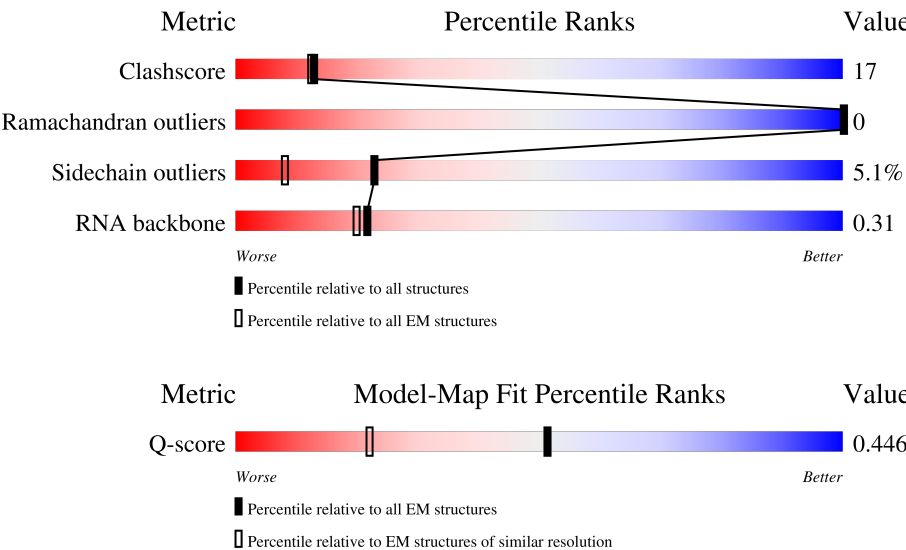 Metric Percentile Ranks Value
Clashscore 17
Ramachandran outliers 0
Sidechain outliers 5.1%
RNA backbone 0.31
Worse Better
Percentile relative to all structures
Percentile relative to all EM structures
Metric Model-Map Fit Percentile Ranks Value
Q-score 0.446
Worse Better
Percentile relative to all EM structures
Percentile relative to EM structures of similar resolution